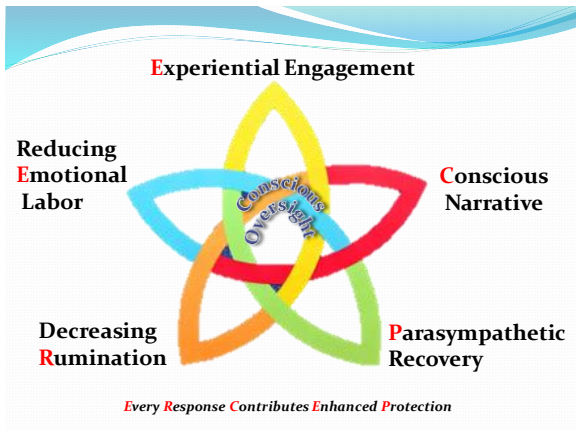 Experiential Engagement
Reducing
Emotional
Labor
Conscious
Narrative
Conscious
Oversight
Decreasing
Rumination
Parasympathetic
Recovery
Every Response Contributes Enhanced Protection